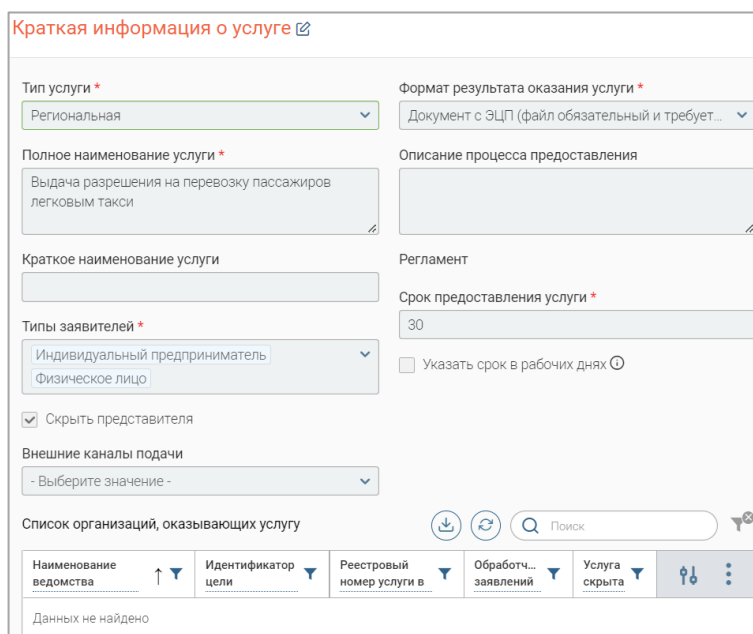 Краткая информация о услуге
Тип услуги *
Региональная
Полное наименование услуги *
Выдача разрешения на перевозку пассажиров
легковым такси
Краткое наименование услуги
Типы заявителей *
Индивидуальный предприниматель
Физическое лицо
Скрыть представителя
Внешние каналы подачи
- Выберите значение -
Формат результата оказания услуги *
Документ с ЭЦП (файл обязательный и требует...
Описание процесса предоставления
Регламент
Срок предоставления услуги *
30
Указать срок в рабочих днях
Список организаций, оказывающих услугу
Поиск
Наименование
ведомства
Идентификатор
цели
Реестровый
номер услуги в
Обработч...
заявлений
Услуга
скрыта
Данных не найдено